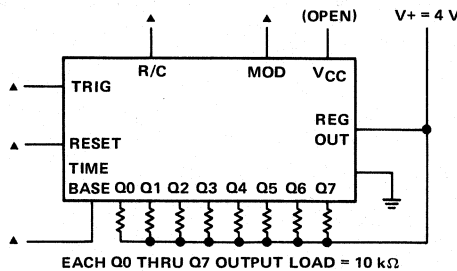 (OPEN) V+ = 4 V
R/C MOD VCC
TRIG
REG
OUT
RESET
TIME
BASE Q0 Q1 Q2 Q3 Q4 Q5 Q6 Q7
EACH Q0 THRU Q7 OUTPUT LOAD = 10 kΩ